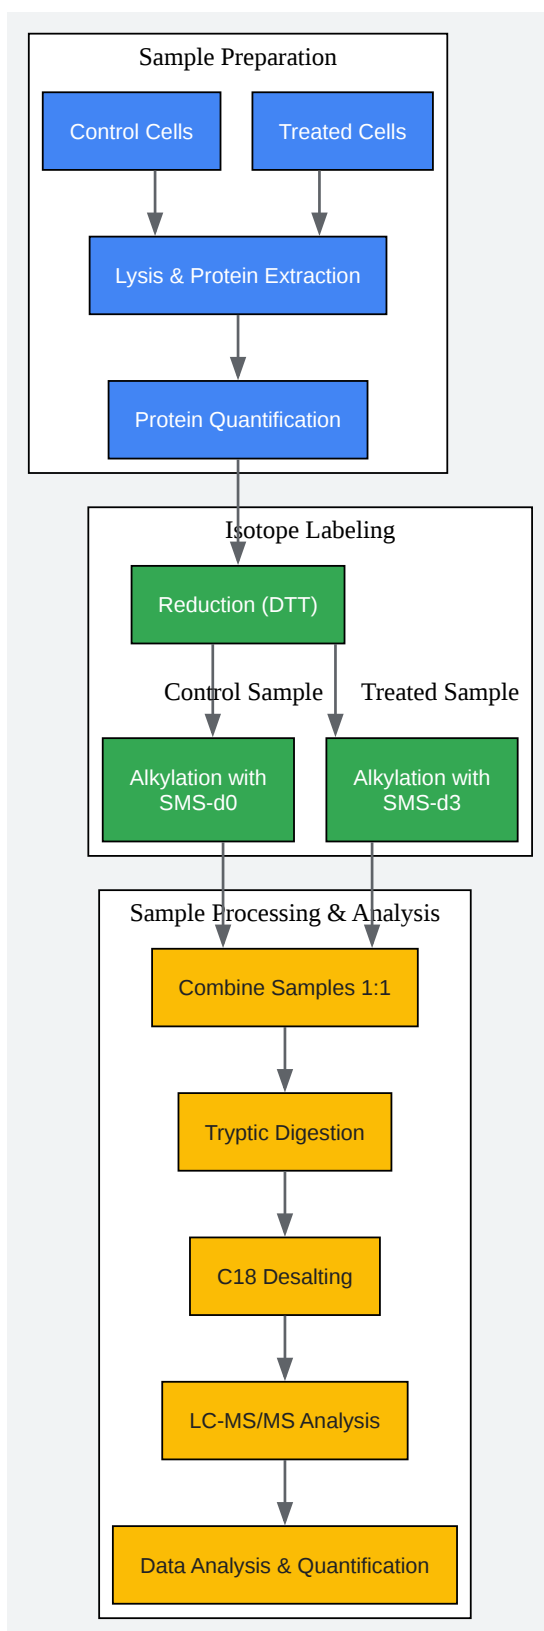 Sample Preparation
Control Cells
Treated Cells
Lysis & Protein Extraction
Protein Quantification
Isotope Labeling
Reduction (DTT)
Control Sample
Treated Sample
Alkylation with
SMS-d0
Alkylation with
SMS-d3
Sample Processing & Analysis
Combine Samples 1:1
Tryptic Digestion
C18 Desalting
LC-MS/MS Analysis
Data Analysis & Quantification